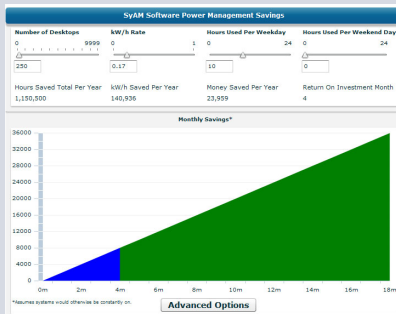 SyAM Software Power Management Savings
Number of Desktops kW/h Rate Hours Used Per Weekday Hours Used Per Weekend Day
0 9999 0 1 0 24 0 24
250 0.17 10 0
Hours Saved Total Per Year kW/h Saved Per Year Money Saved Per Year Return On Investment Month
1,150,500 140,936 23,959 4
Monthly Savings*
36000
32000
28000
24000
20000
16000
12000
8000
4000
0
0m 2m 4m 6m 8m 10m 12m 14m 16m 18m
*Assumes systems would otherwise be constantly on.
Advanced Options